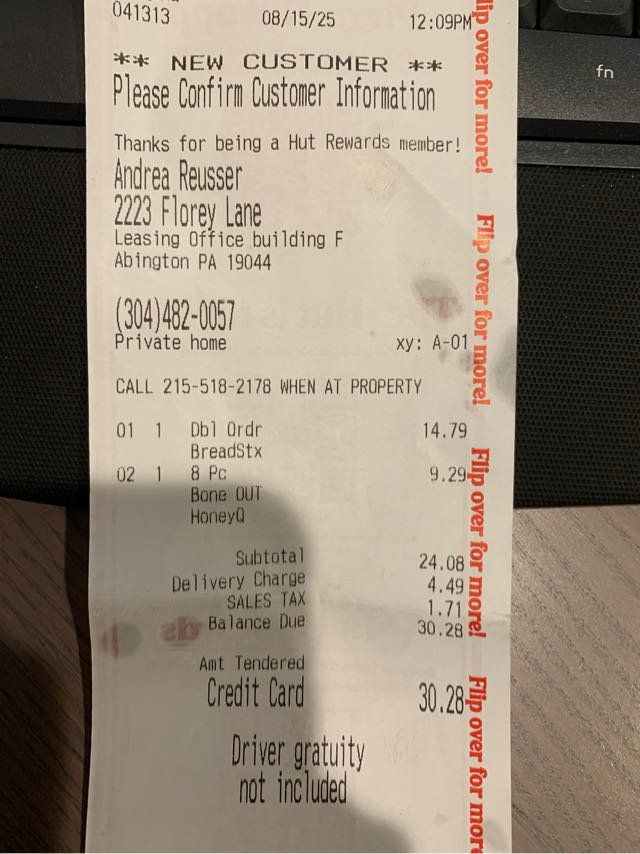 041313 08/15/25 12:09PM
** NEW CUSTOMER **
Please Confirm Customer Information
Thanks for being a Hut Rewards member!
Andrea Reusser
2223 Florey Lane
Leasing Office building F
Abington PA 19044
(304)482-0057
Private home xy: A-01
CALL 215-518-2178 WHEN AT PROPERTY
01 1 Dbl Ordr 14.79
BreadStx
02 1 8 Pc 9.29
Bone OUT
HoneyQ
Subtotal 24.08
Delivery Charge 4.49
SALES TAX 1.71
Balance Due 30.28
Amt Tendered
Credit Card 30.28
Driver gratuity
not included
lip over for more!
Flip over for more!
Flip over for more!
Flip over for mor
fn